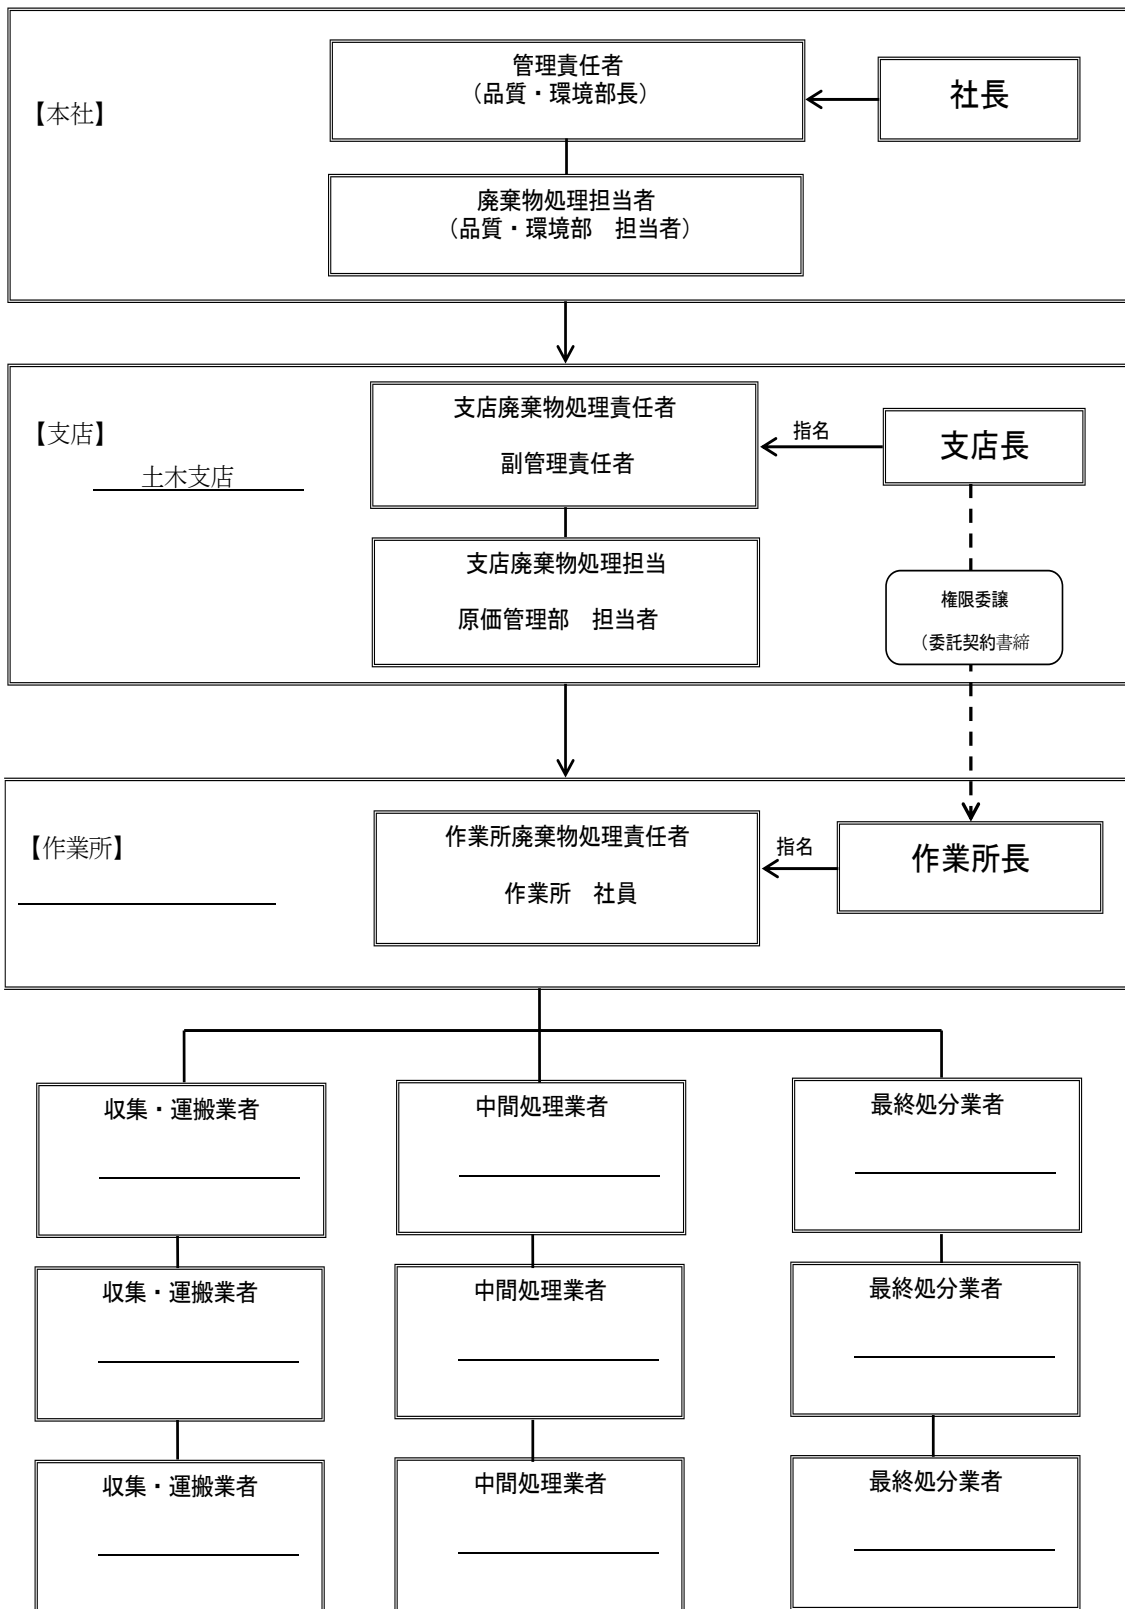 管理責任者
（品質・環境部長）
社長
【本社】
廃棄物処理担当者
（品質・環境部　担当者）
支店廃棄物処理責任者
副管理責任者
指名
支店長
【支店】
土木支店
支店廃棄物処理担当
原価管理部　担当者
権限委譲
（委託契約書締
作業所廃棄物処理責任者
作業所　社員
指名
作業所長
【作業所】
収集・運搬業者
中間処理業者
最終処分業者
収集・運搬業者
中間処理業者
最終処分業者
収集・運搬業者
中間処理業者
最終処分業者